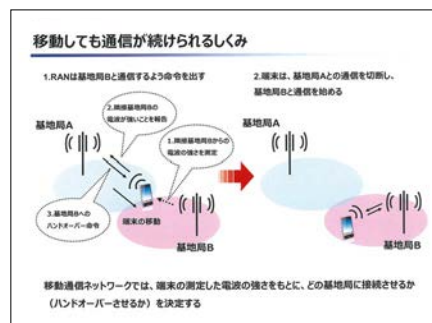 移動しても通信が続けられるしくみ
1.RANは基地局Bと通信するよう命令を出す
2.端末は、基地局Aとの通信を切断し、
基地局Bと通信を始める
2.隣接基地局Bの
電波が強いことを報告
基地局A
1.隣接基地局Bからの
電波の強さを測定
3.基地局Bへの
ハンドオーバー命令
端末の移動
基地局B
基地局A
基地局B
移動通信ネットワークでは、端末の測定した電波の強さをもとに、どの基地局に接続させるか
（ハンドオーバーさせるか）を決定する